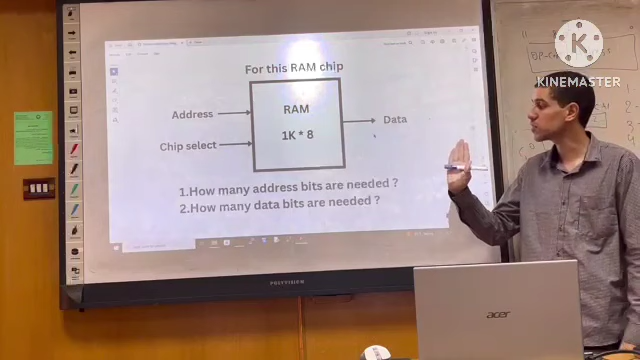 For this RAM chip
Address
RAM
1K * 8
Data
Chip select
1.How many address bits are needed ?
2.How many data bits are needed ?
POLYVISION
acer
KINEMASTER